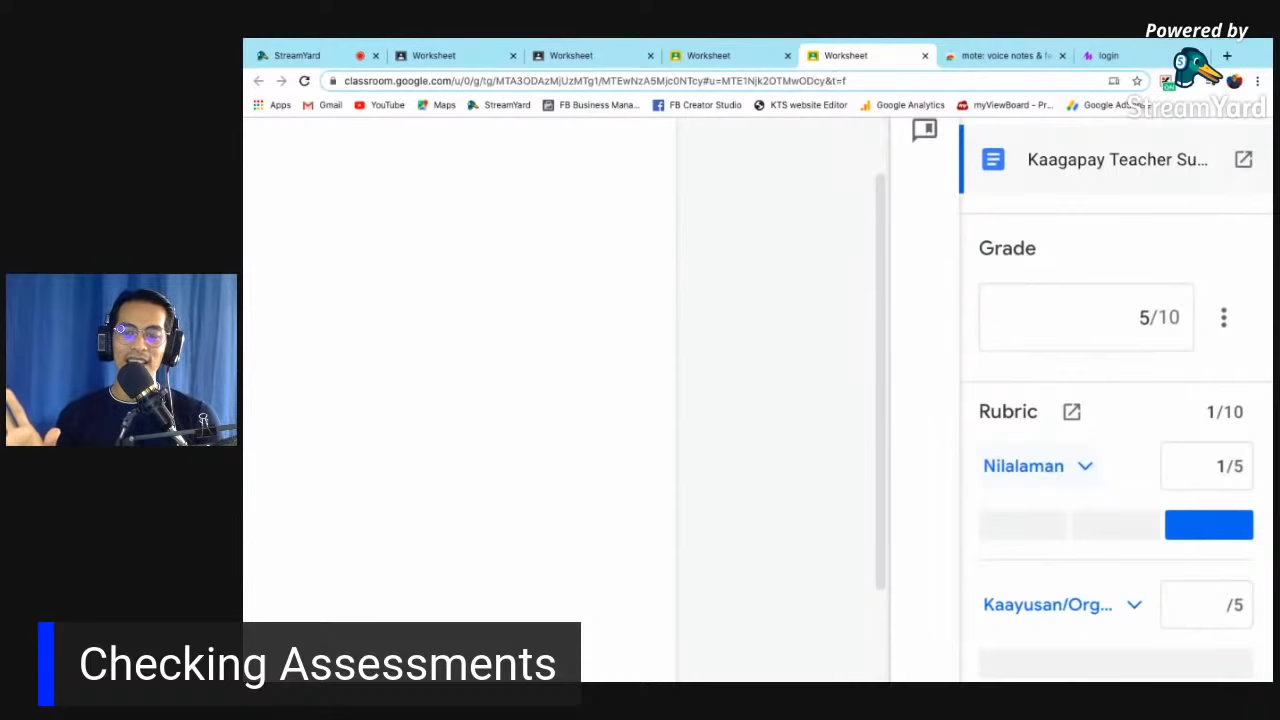 Powered by
StreamYard
StreamYard
Worksheet
Worksheet
Worksheet
Worksheet
mote: voice notes &
login
classroom.google.com/u/0/g/tg/MTA3ODAzMjUzMTg1/MTEwNzA5Mjc0NTcy#u=MTE1Njk2OTMwODcy&t=f
Apps
Gmail
YouTube
Maps
StreamYard
FB Business Mana...
FB Creator Studio
KTS website Editor
Google Analytics
myViewBoard - Pr...
Google
Kaagapay Teacher Su...
Grade
5/10
Rubric
1/10
Nilalaman
1/5
Kaayusan/Org...
/5
Checking Assessments